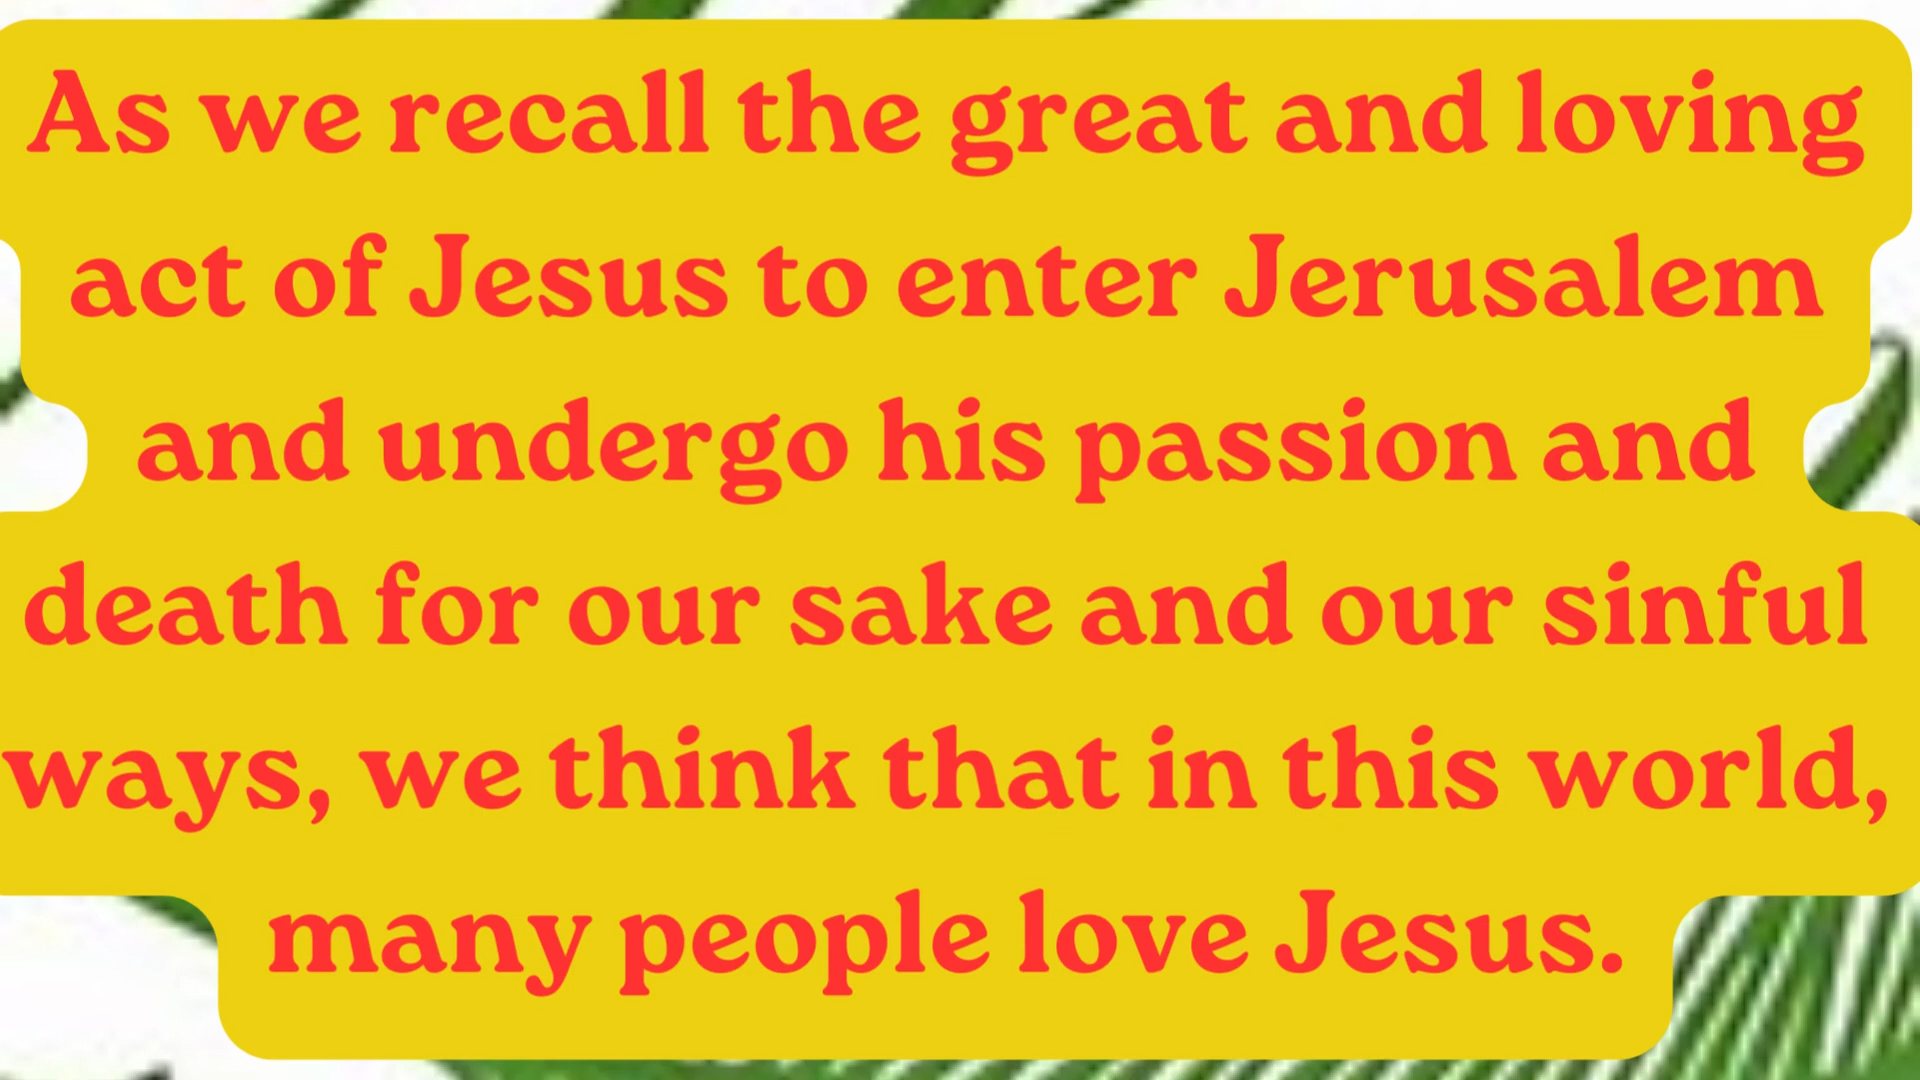 As we recall the great and loving
act of Jesus to enter Jerusalem
and undergo his passion and
death for our sake and our sinful
ways, we think that in this world,
many people love Jesus.